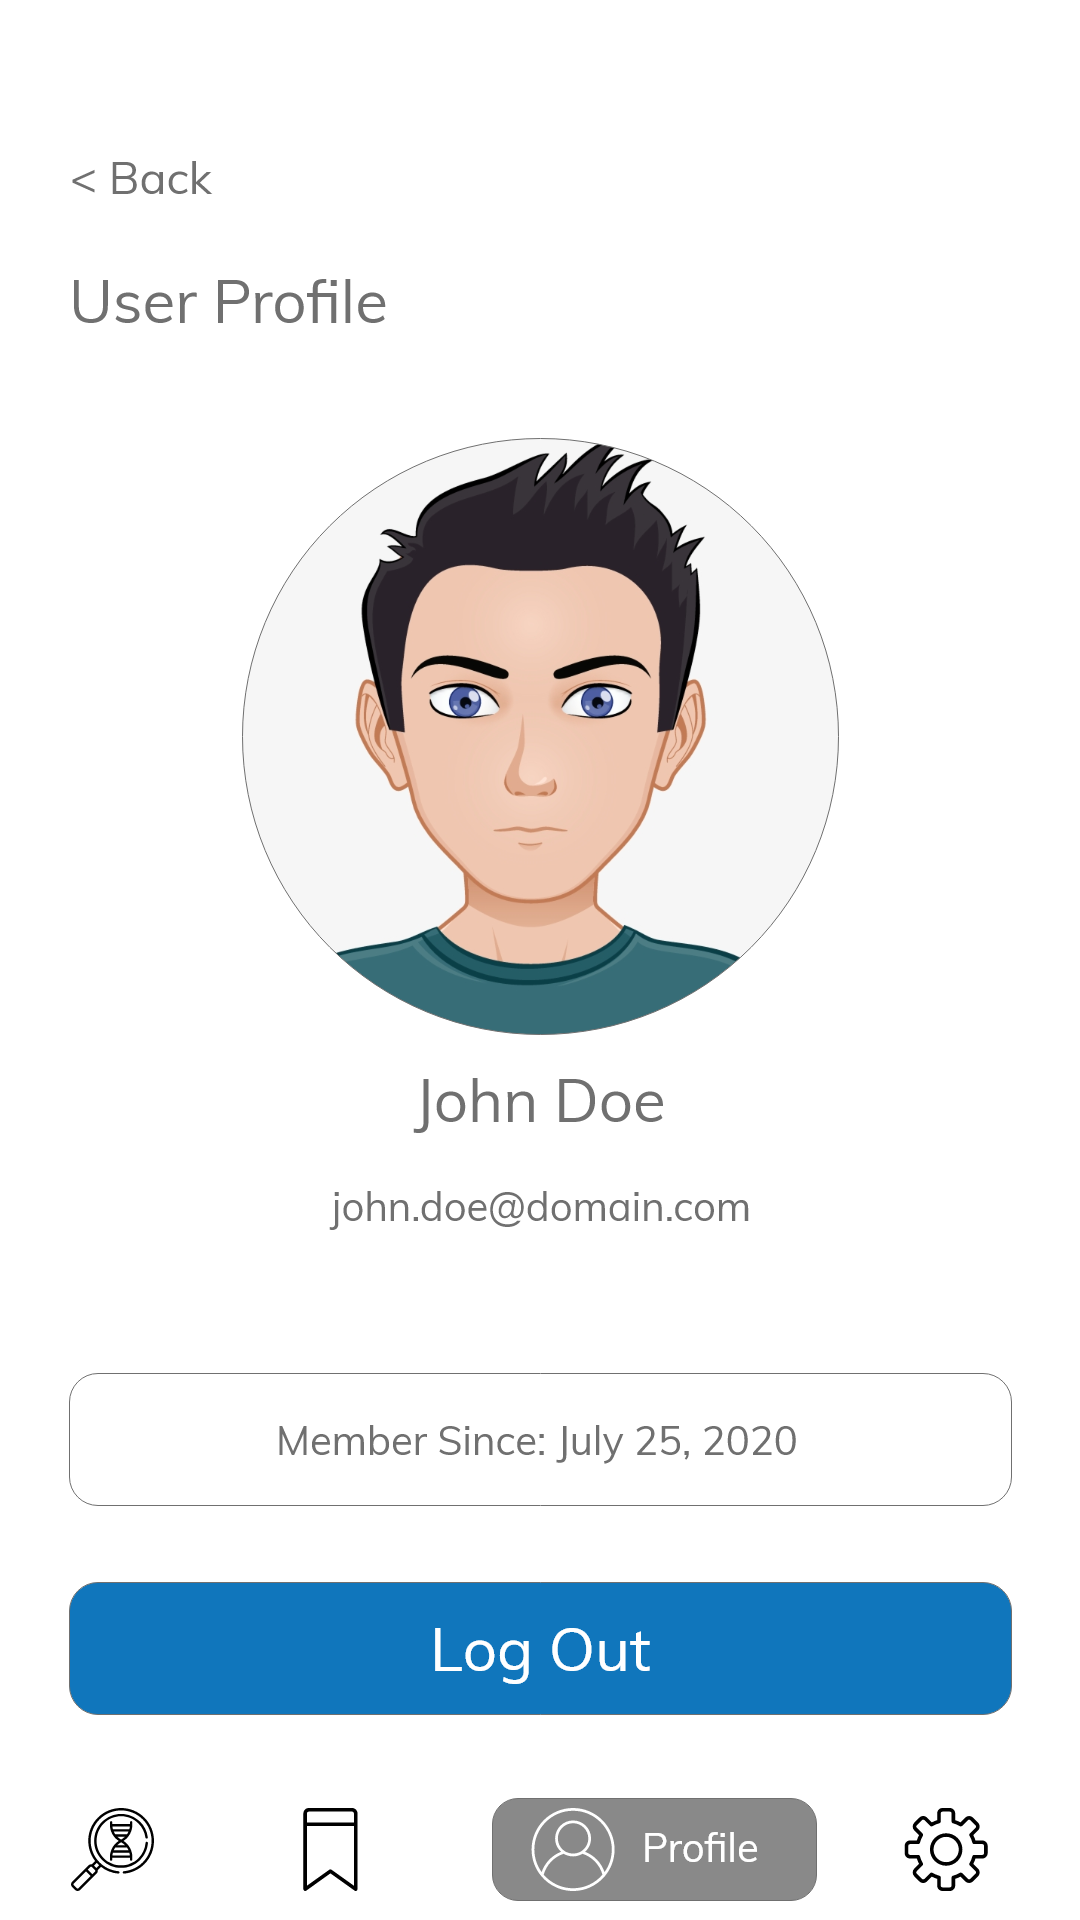 < Back
User Profile
John Doe
john.doe@domain.com
Member Since: July 25, 2020
Log Out
Profile